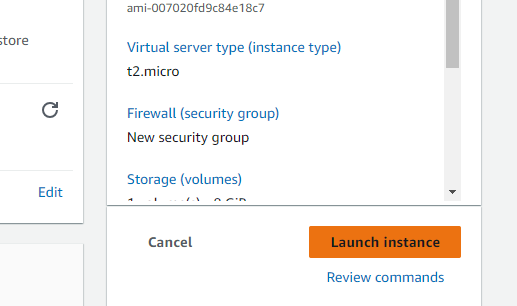 ami-007020fd9c84e18c7
store
Virtual server type (instance type)
t2.micro
Firewall (security group)
New security group
Edit
Storage (volumes)
Cancel
Launch instance
Review commands